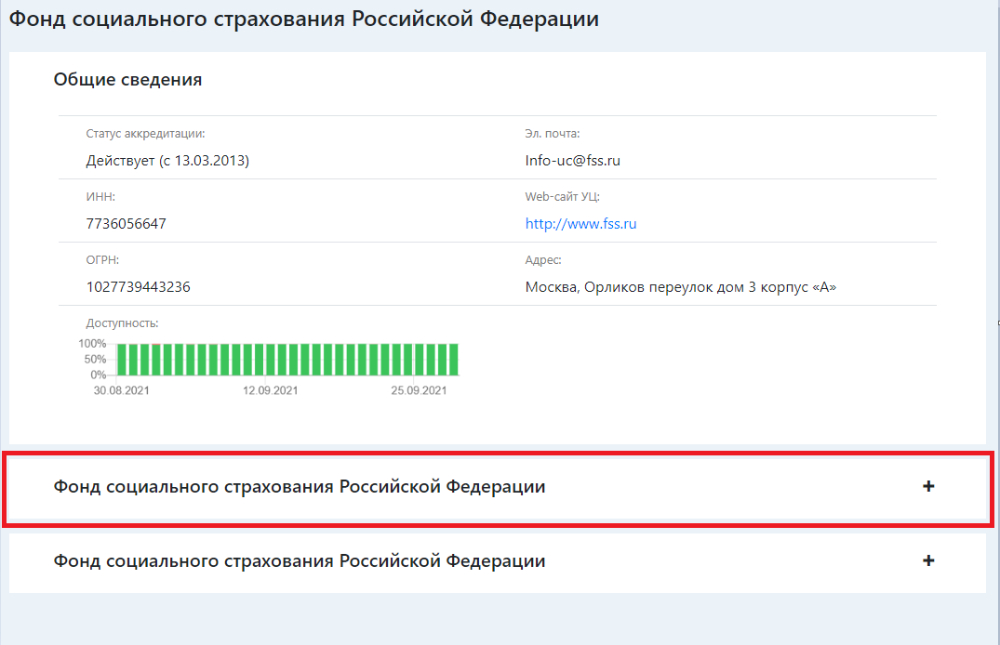 Фонд социального страхования Российской Федерации
Общие сведения
Статус аккредитации:
Действует (с 13.03.2013)
Эл. почта:
Info-uc@fss.ru
ИНН:
7736056647
Web-сайт УЦ:
http://www.fss.ru
ОГРН:
1027739443236
Адрес:
Москва, Орликов переулок дом 3 корпус «А»
Доступность:
100%
50%
0%
30.08.2021 12.09.2021 25.09.2021
Фонд социального страхования Российской Федерации +
Фонд социального страхования Российской Федерации +